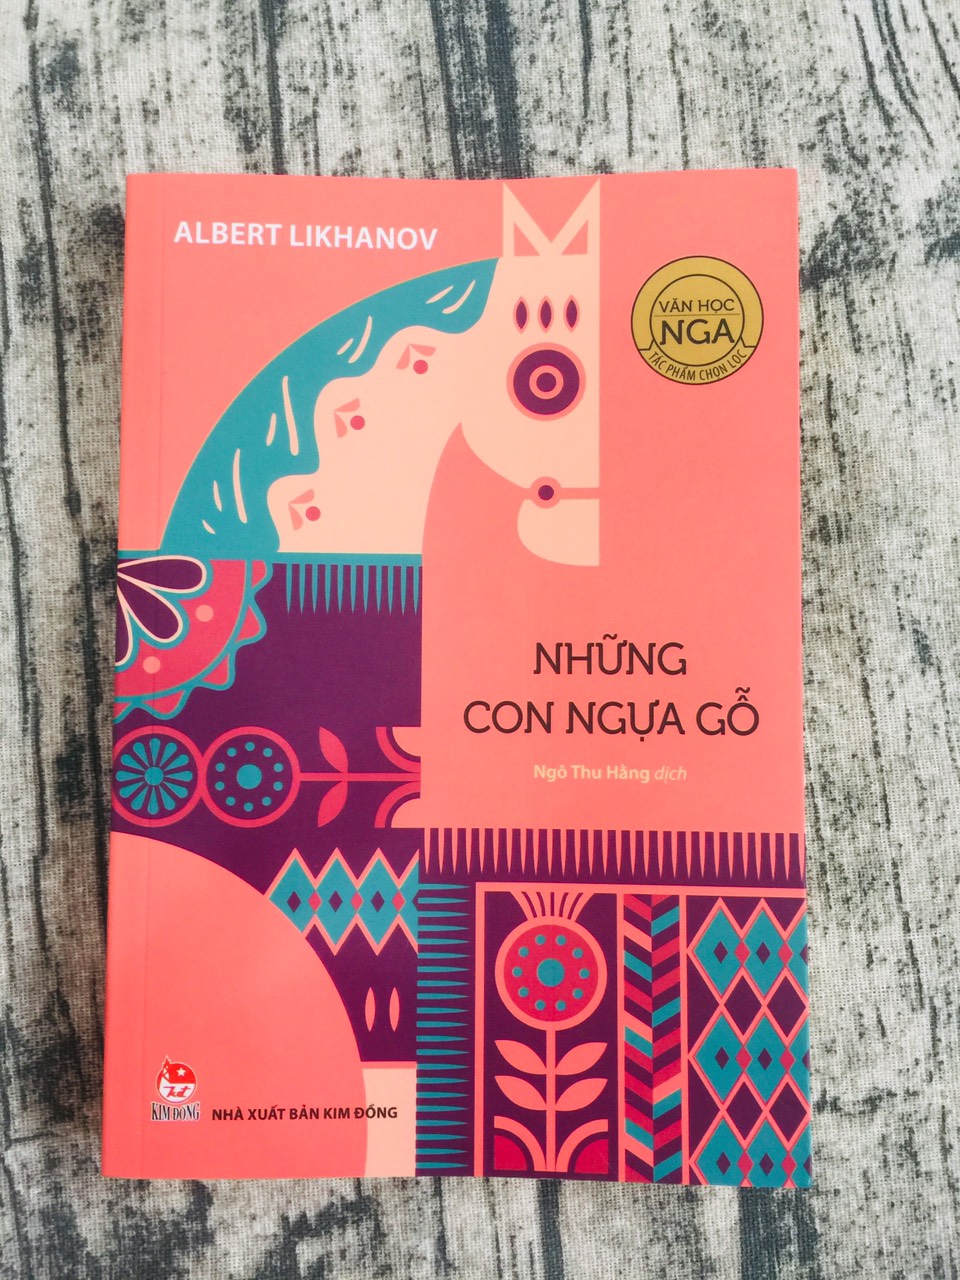 ALBERT LIKHANOV
VĂN HỌC
NGA
TÁC PHẨM CHỌN LỌC
NHỮNG
CON NGỰA GỖ
Ngô Thu Hằng dịch
KIM ĐỒNG
NHÀ XUẤT BẢN KIM ĐỒNG